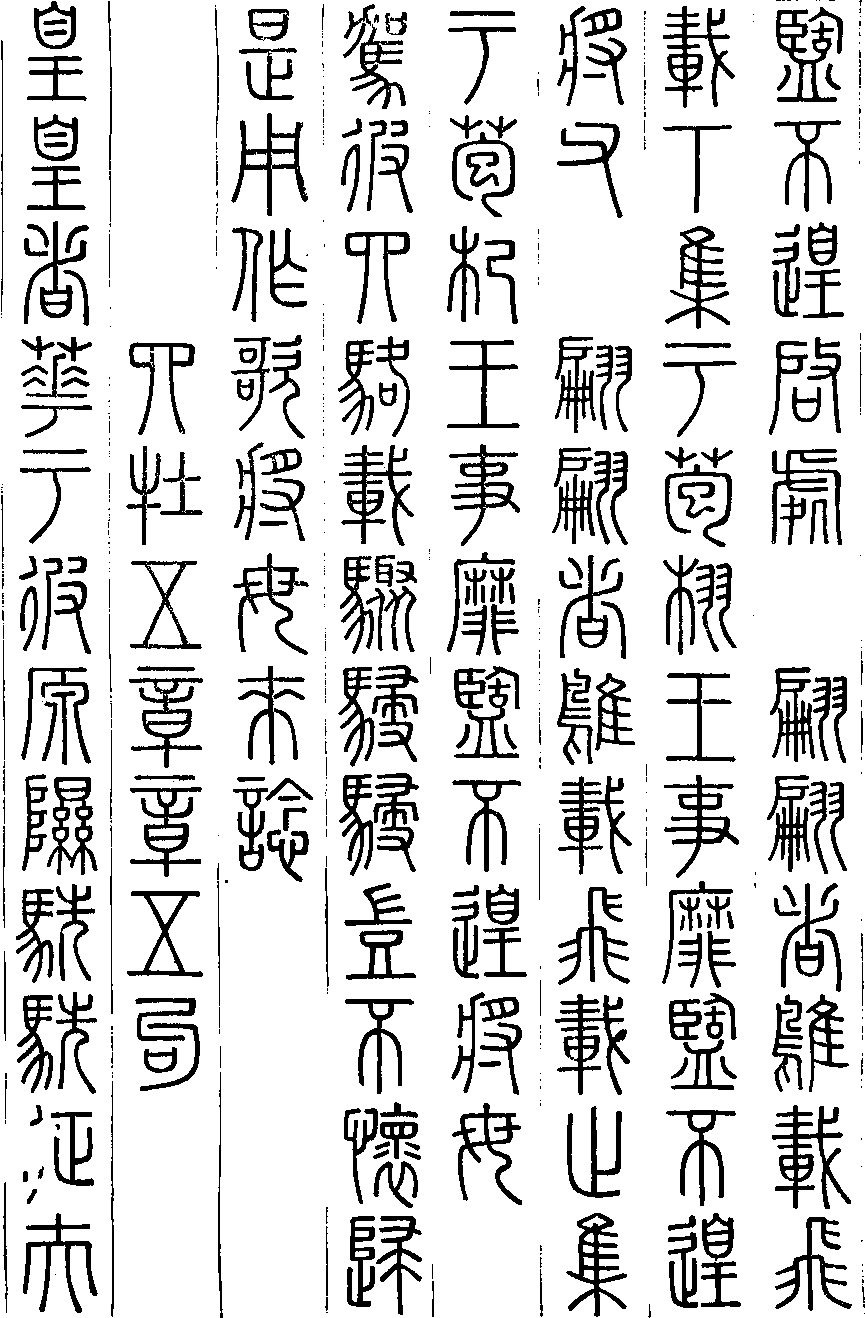 盬不遑啓處　翩翩者鵻載飛
載下集于苞栩王事靡盬不遑
將父　翩翩者鵻載飛載止集
于苞杞王事靡盬不遑將母
駕彼四駱載驟駸駸豈不懷歸
是用作歌將母來諗
四牡五章章五句
皇皇者華于彼原隰駪駪征夫